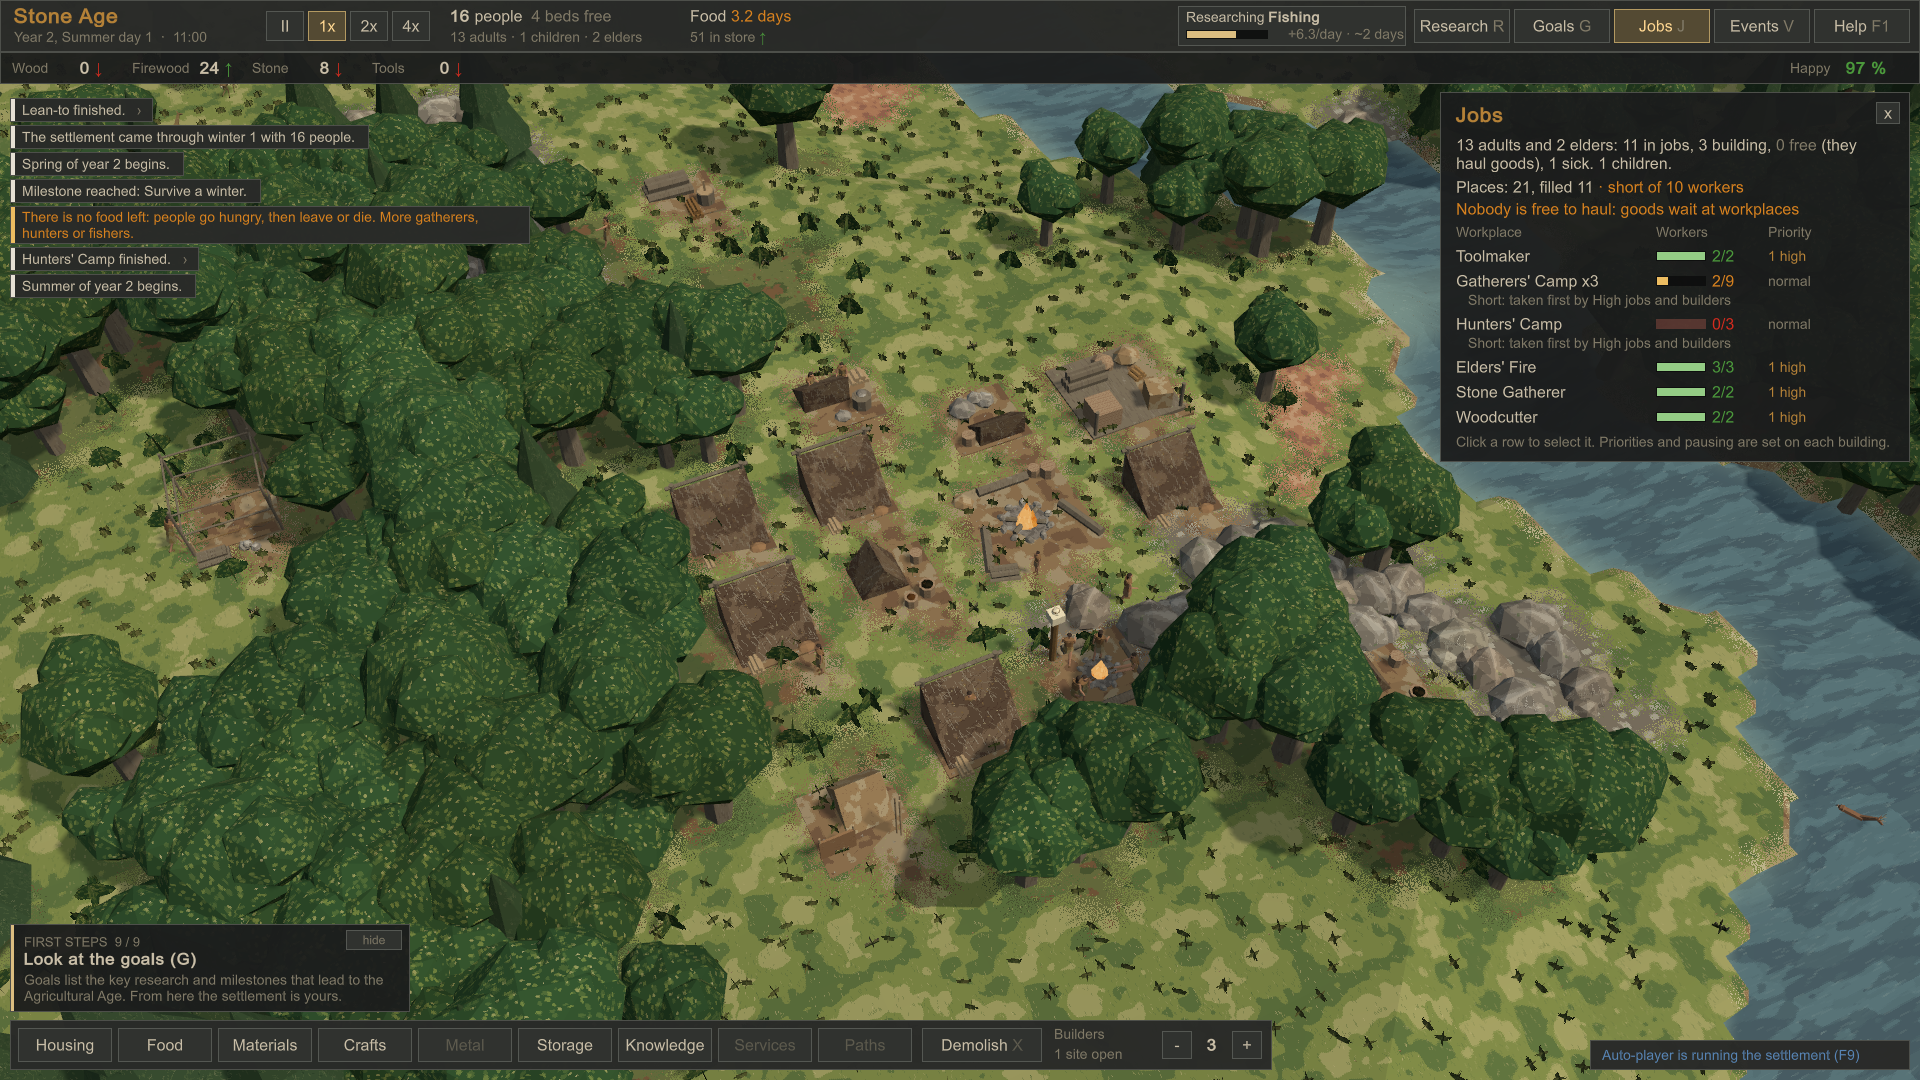 Stone Age
Year 2, Summer day 1 · 11:00
II 1x 2x 4x
16 people 4 beds free
13 adults · 1 children · 2 elders
Food 3.2 days
51 in store ↑
Researching Fishing
+6.3/day · ~2 days
Research R
Goals G
Jobs J
Events V
Help F1
Wood 0 ↓ Firewood 24 ↑ Stone 8 ↓ Tools 0 ↓
Happy 97 %
Lean-to finished. ›
The settlement came through winter 1 with 16 people.
Spring of year 2 begins.
Milestone reached: Survive a winter.
There is no food left: people go hungry, then leave or die. More gatherers,
hunters or fishers.
Hunters' Camp finished. ›
Summer of year 2 begins.
Jobs
x
13 adults and 2 elders: 11 in jobs, 3 building, 0 free (they
haul goods), 1 sick. 1 children.
Places: 21, filled 11 · short of 10 workers
Nobody is free to haul: goods wait at workplaces
Workplace Workers Priority
Toolmaker 2/2 1 high
Gatherers' Camp x3 2/9 normal
Short: taken first by High jobs and builders
Hunters' Camp 0/3 normal
Short: taken first by High jobs and builders
Elders' Fire 3/3 1 high
Stone Gatherer 2/2 1 high
Woodcutter 2/2 1 high
Click a row to select it. Priorities and pausing are set on each building.
FIRST STEPS 9 / 9
hide
Look at the goals (G)
Goals list the key research and milestones that lead to the
Agricultural Age. From here the settlement is yours.
Housing
Food
Materials
Crafts
Metal
Storage
Knowledge
Services
Paths
Demolish X
Builders
1 site open
- 3 +
Auto-player is running the settlement (F9)